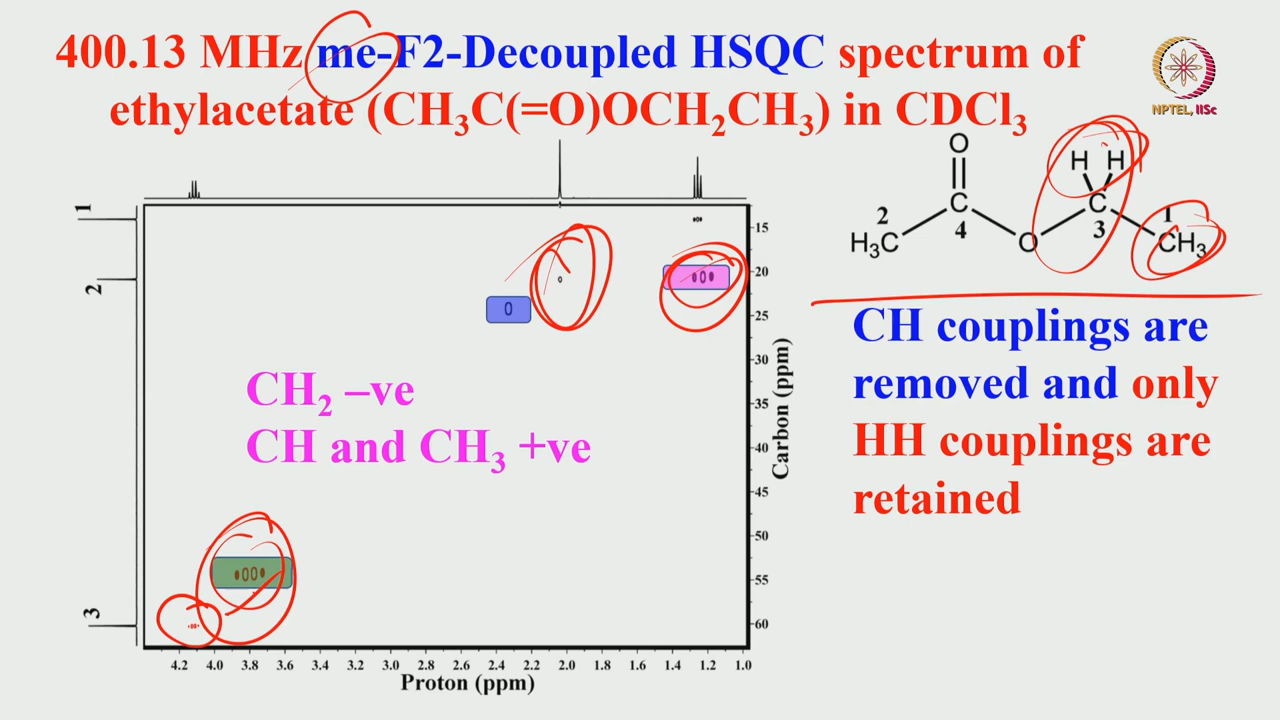 400.13 MHz me-F2-Decoupled HSQC spectrum of
ethylacetate (CH₃C(=O)OCH₂CH₃) in CDCl₃
NPTEL, IISc
O
H H
2 C C 1
H₃C 4 O 3 CH₃
CH couplings are
removed and only
HH couplings are
retained
1
2
3
CH₂ –ve
CH and CH₃ +ve
15
20
25
30
35
40
45
50
55
60
Carbon (ppm)
4.2 4.0 3.8 3.6 3.4 3.2 3.0 2.8 2.6 2.4 2.2 2.0 1.8 1.6 1.4 1.2 1.0
Proton (ppm)